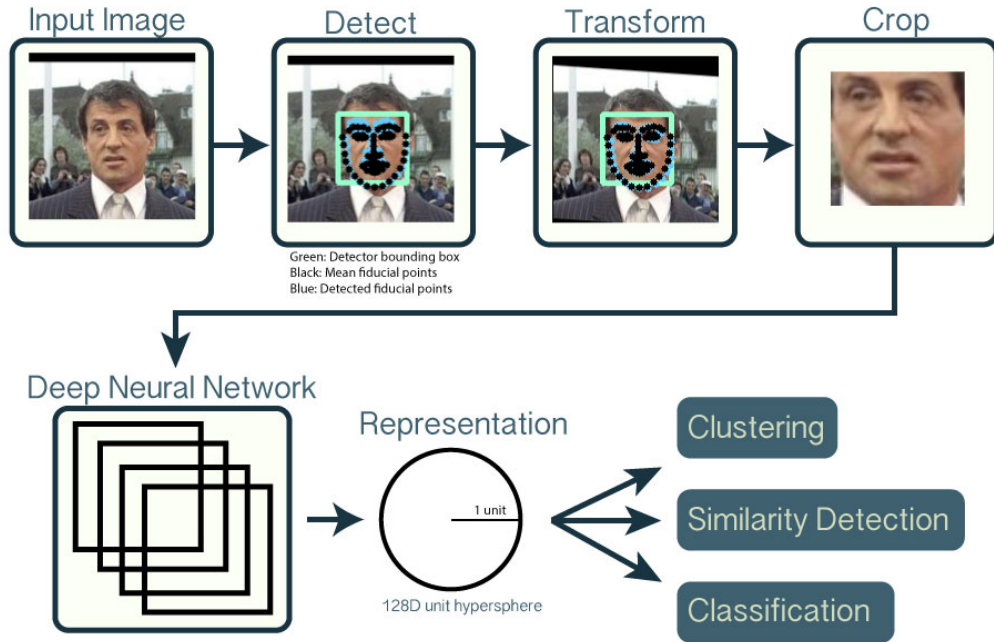 Input Image
Detect
Transform
Crop
Green: Detector bounding box
Black: Mean fiducial points
Blue: Detected fiducial points
Deep Neural Network
Representation
1 unit
128D unit hypersphere
Clustering
Similarity Detection
Classification